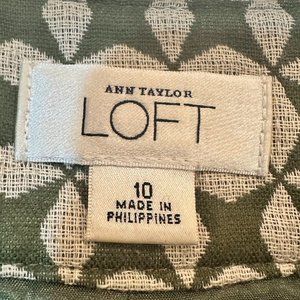 ANN TAYLOR
LOFT
10
MADE IN
PHILIPPINES